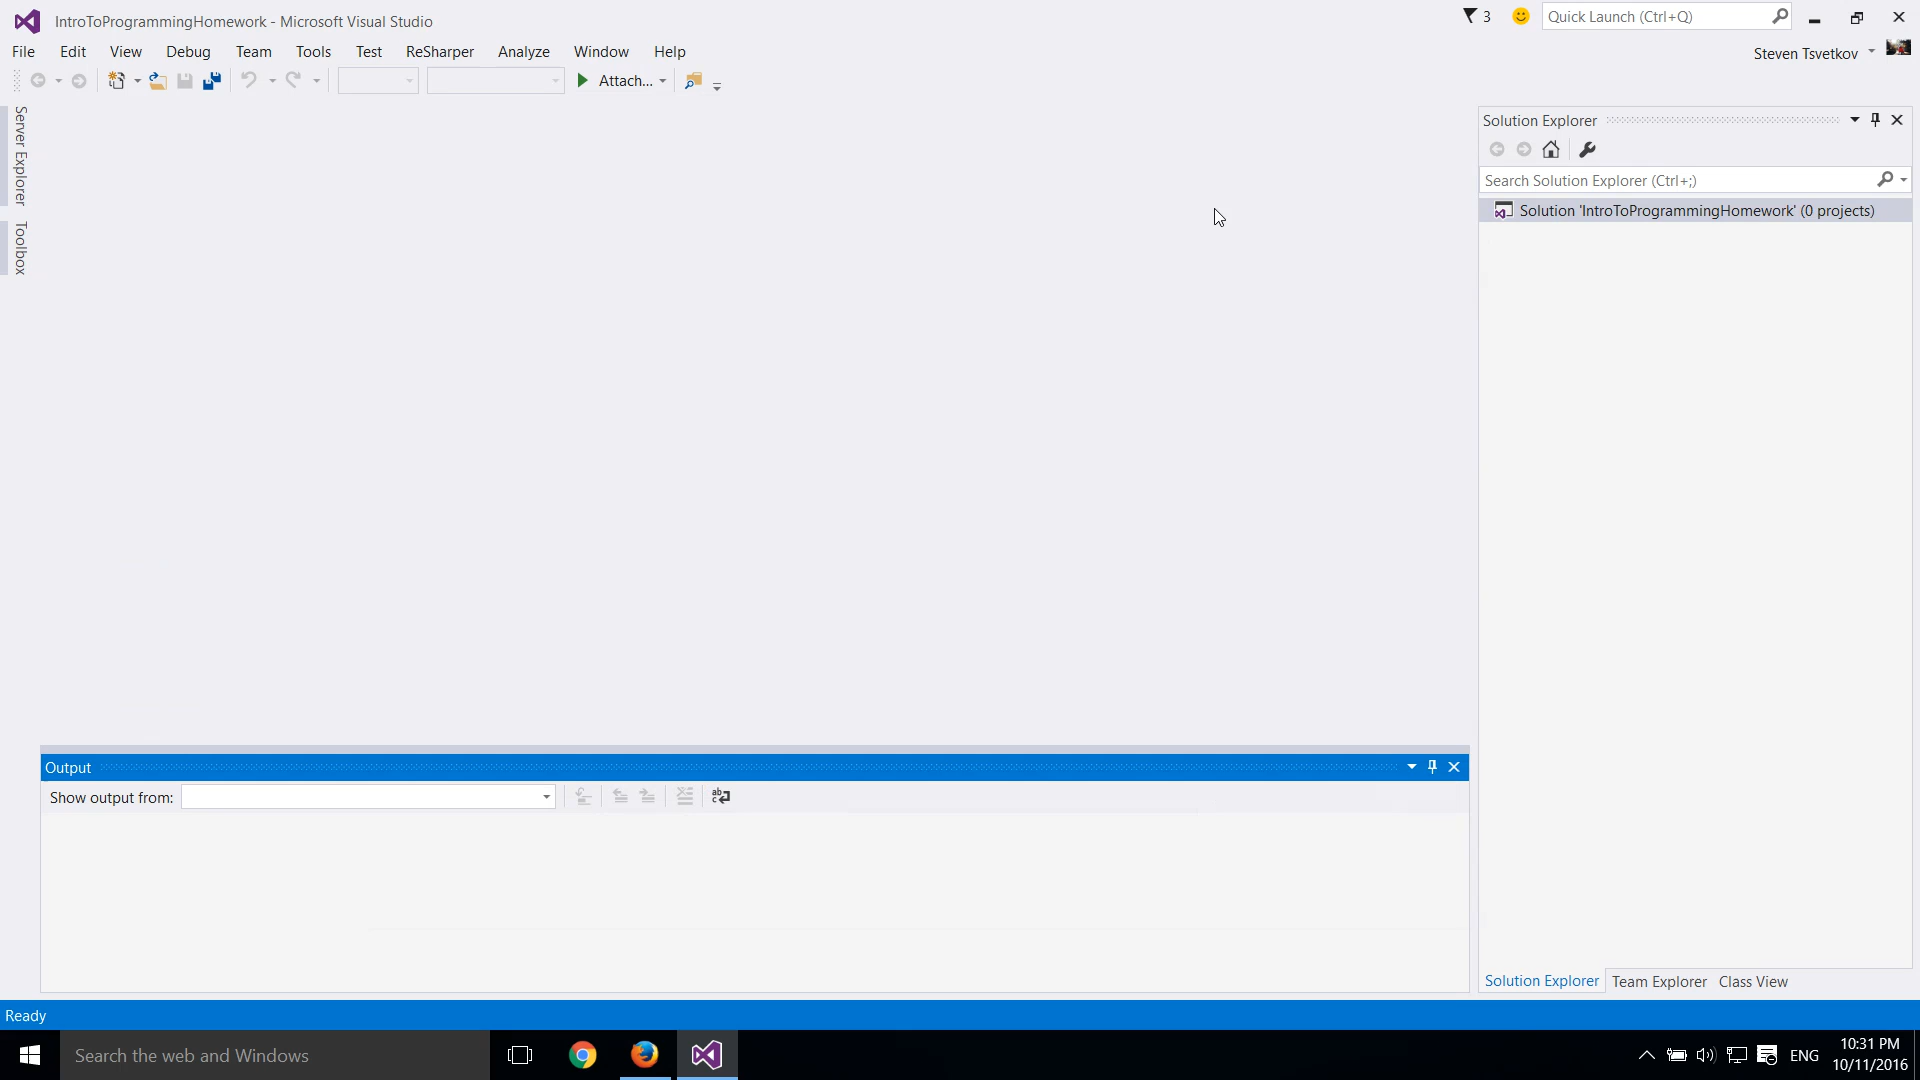 IntroToProgrammingHomework - Microsoft Visual Studio
3
Quick Launch (Ctrl+Q)
File Edit View Debug Team Tools Test ReSharper Analyze Window Help
Steven Tsvetkov
Attach...
Server Explorer
Toolbox
Solution Explorer
Search Solution Explorer (Ctrl+;)
Solution 'IntroToProgrammingHomework' (0 projects)
Output
Show output from:
Solution Explorer Team Explorer Class View
Ready
Search the web and Windows
ENG
10:31 PM
10/11/2016